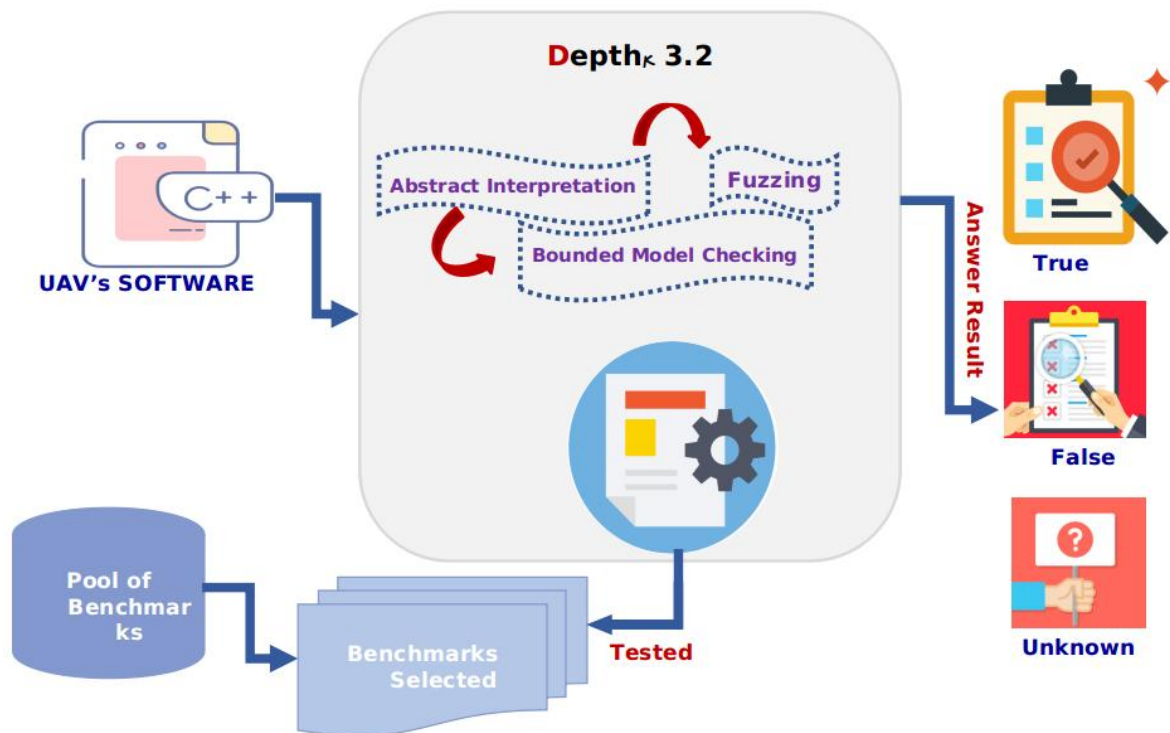 Depthₖ 3.2
Abstract Interpretation
Fuzzing
Bounded Model Checking
C++
UAV’s SOFTWARE
Answer Result
True
False
?
Unknown
Pool of
Benchmar
ks
Benchmarks
Selected
Tested